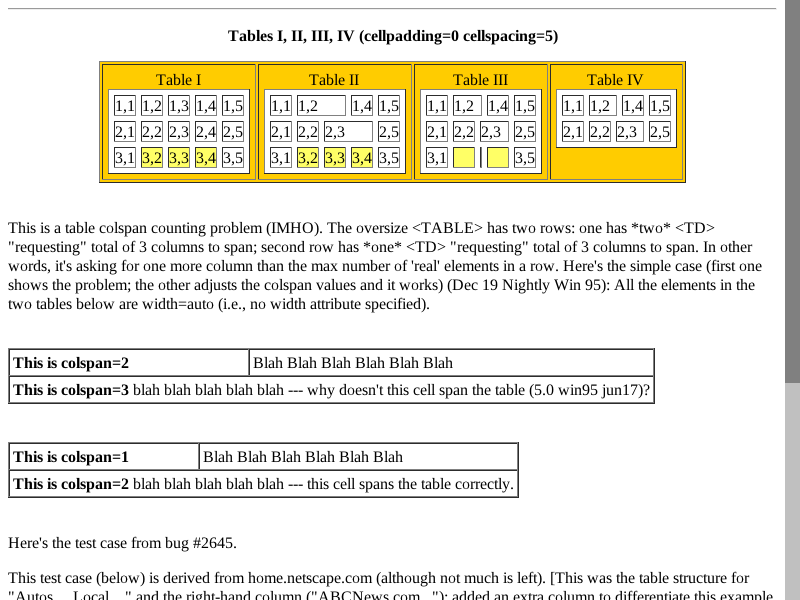 Tables I, II, III, IV (cellpadding=0 cellspacing=5)
Table I Table II Table III Table IV
1,1 1,2 1,3 1,4 1,5 1,1 1,2 1,4 1,5 1,1 1,2 1,4 1,5 1,1 1,2 1,4 1,5
2,1 2,2 2,3 2,4 2,5 2,1 2,2 2,3 2,5 2,1 2,2 2,3 2,5 2,1 2,2 2,3 2,5
3,1 3,2 3,3 3,4 3,5 3,1 3,2 3,3 3,4 3,5 3,1 3,5
This is a table colspan counting problem (IMHO). The oversize <TABLE> has two rows: one has *two* <TD>
"requesting" total of 3 columns to span; second row has *one* <TD> "requesting" total of 3 columns to span. In other
words, it's asking for one more column than the max number of 'real' elements in a row. Here's the simple case (first one
shows the problem; the other adjusts the colspan values and it works) (Dec 19 Nightly Win 95): All the elements in the
two tables below are width=auto (i.e., no width attribute specified).
This is colspan=2 Blah Blah Blah Blah Blah Blah
This is colspan=3 blah blah blah blah blah --- why doesn't this cell span the table (5.0 win95 jun17)?
This is colspan=1 Blah Blah Blah Blah Blah Blah
This is colspan=2 blah blah blah blah blah --- this cell spans the table correctly.
Here's the test case from bug #2645.
This test case (below) is derived from home.netscape.com (although not much is left). [This was the table structure for
"Autos... Local..." and the right-hand column ("ABCNews.com..."); added an extra column to differentiate this example